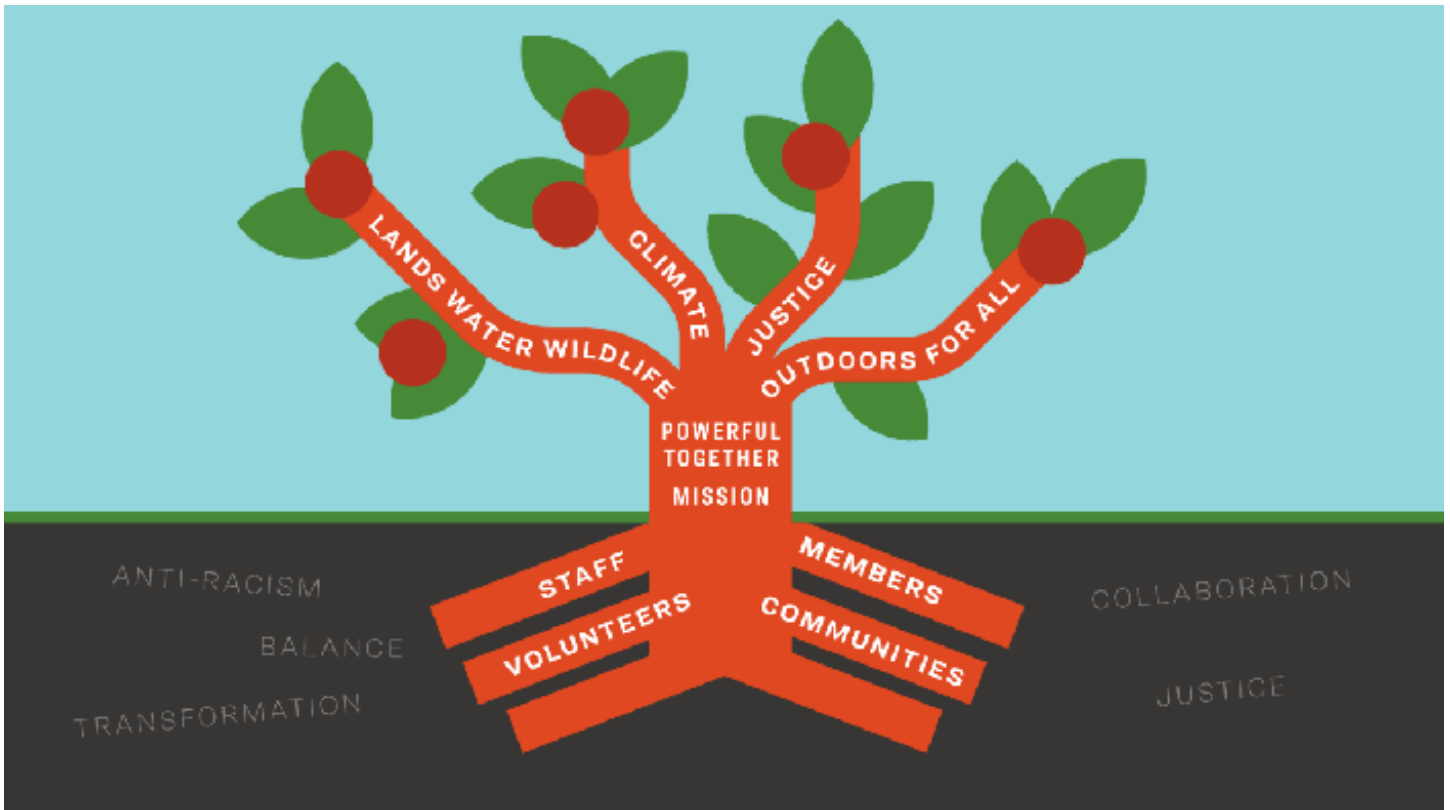 LANDS WATER WILDLIFE
CLIMATE
JUSTICE
OUTDOORS FOR ALL
POWERFUL
TOGETHER
MISSION
STAFF
MEMBERS
VOLUNTEERS
COMMUNITIES
ANTI-RACISM
BALANCE
TRANSFORMATION
COLLABORATION
JUSTICE